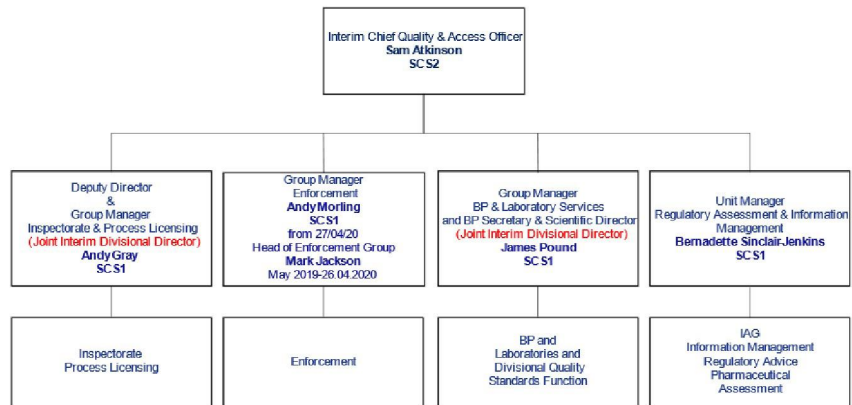 Interim Chief Quality & Access Officer
Sam Atkinson
SCS2
Deputy Director
&
Group Manager
Inspectorate & Process Licensing
(Joint Interim Divisional Director)
Andy Gray
SCS1
Group Manager
Enforcement
Andy Morling
SCS1
from 27/04/20
Head of Enforcement Group
Mark Jackson
May 2019-26.04.2020
Group Manager
BP & Laboratory Services
and BP Secretary & Scientific Director
(Joint Interim Divisional Director)
James Pound
SCS1
Unit Manager
Regulatory Assessment & Information
Management
Bernadette Sinclair-Jenkins
SCS1
Inspectorate
Process Licensing
Enforcement
BP and
Laboratories and
Divisional Quality
Standards Function
IAG
Information Management
Regulatory Advice
Pharmaceutical
Assessment